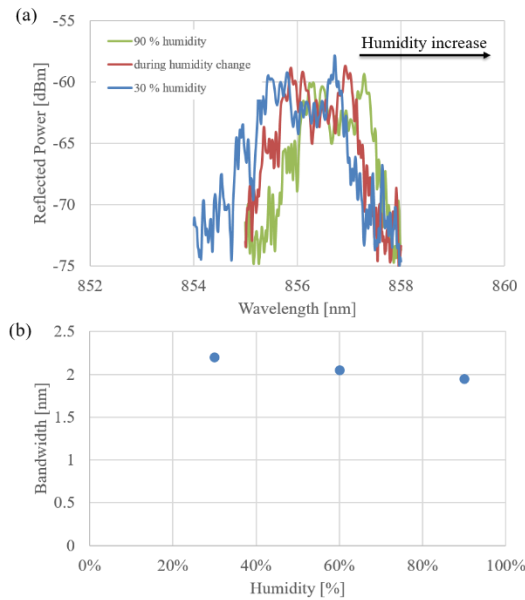 (a)
-55
-60
-65
-70
-75
Reflected Power [dBm]
90 % humidity
during humidity change
30 % humidity
Humidity increase
852 854 856 858 860
Wavelength [nm]
(b)
2.5
2
1.5
1
0.5
0
Bandwidth [nm]
0% 20% 40% 60% 80% 100%
Humidity [%]